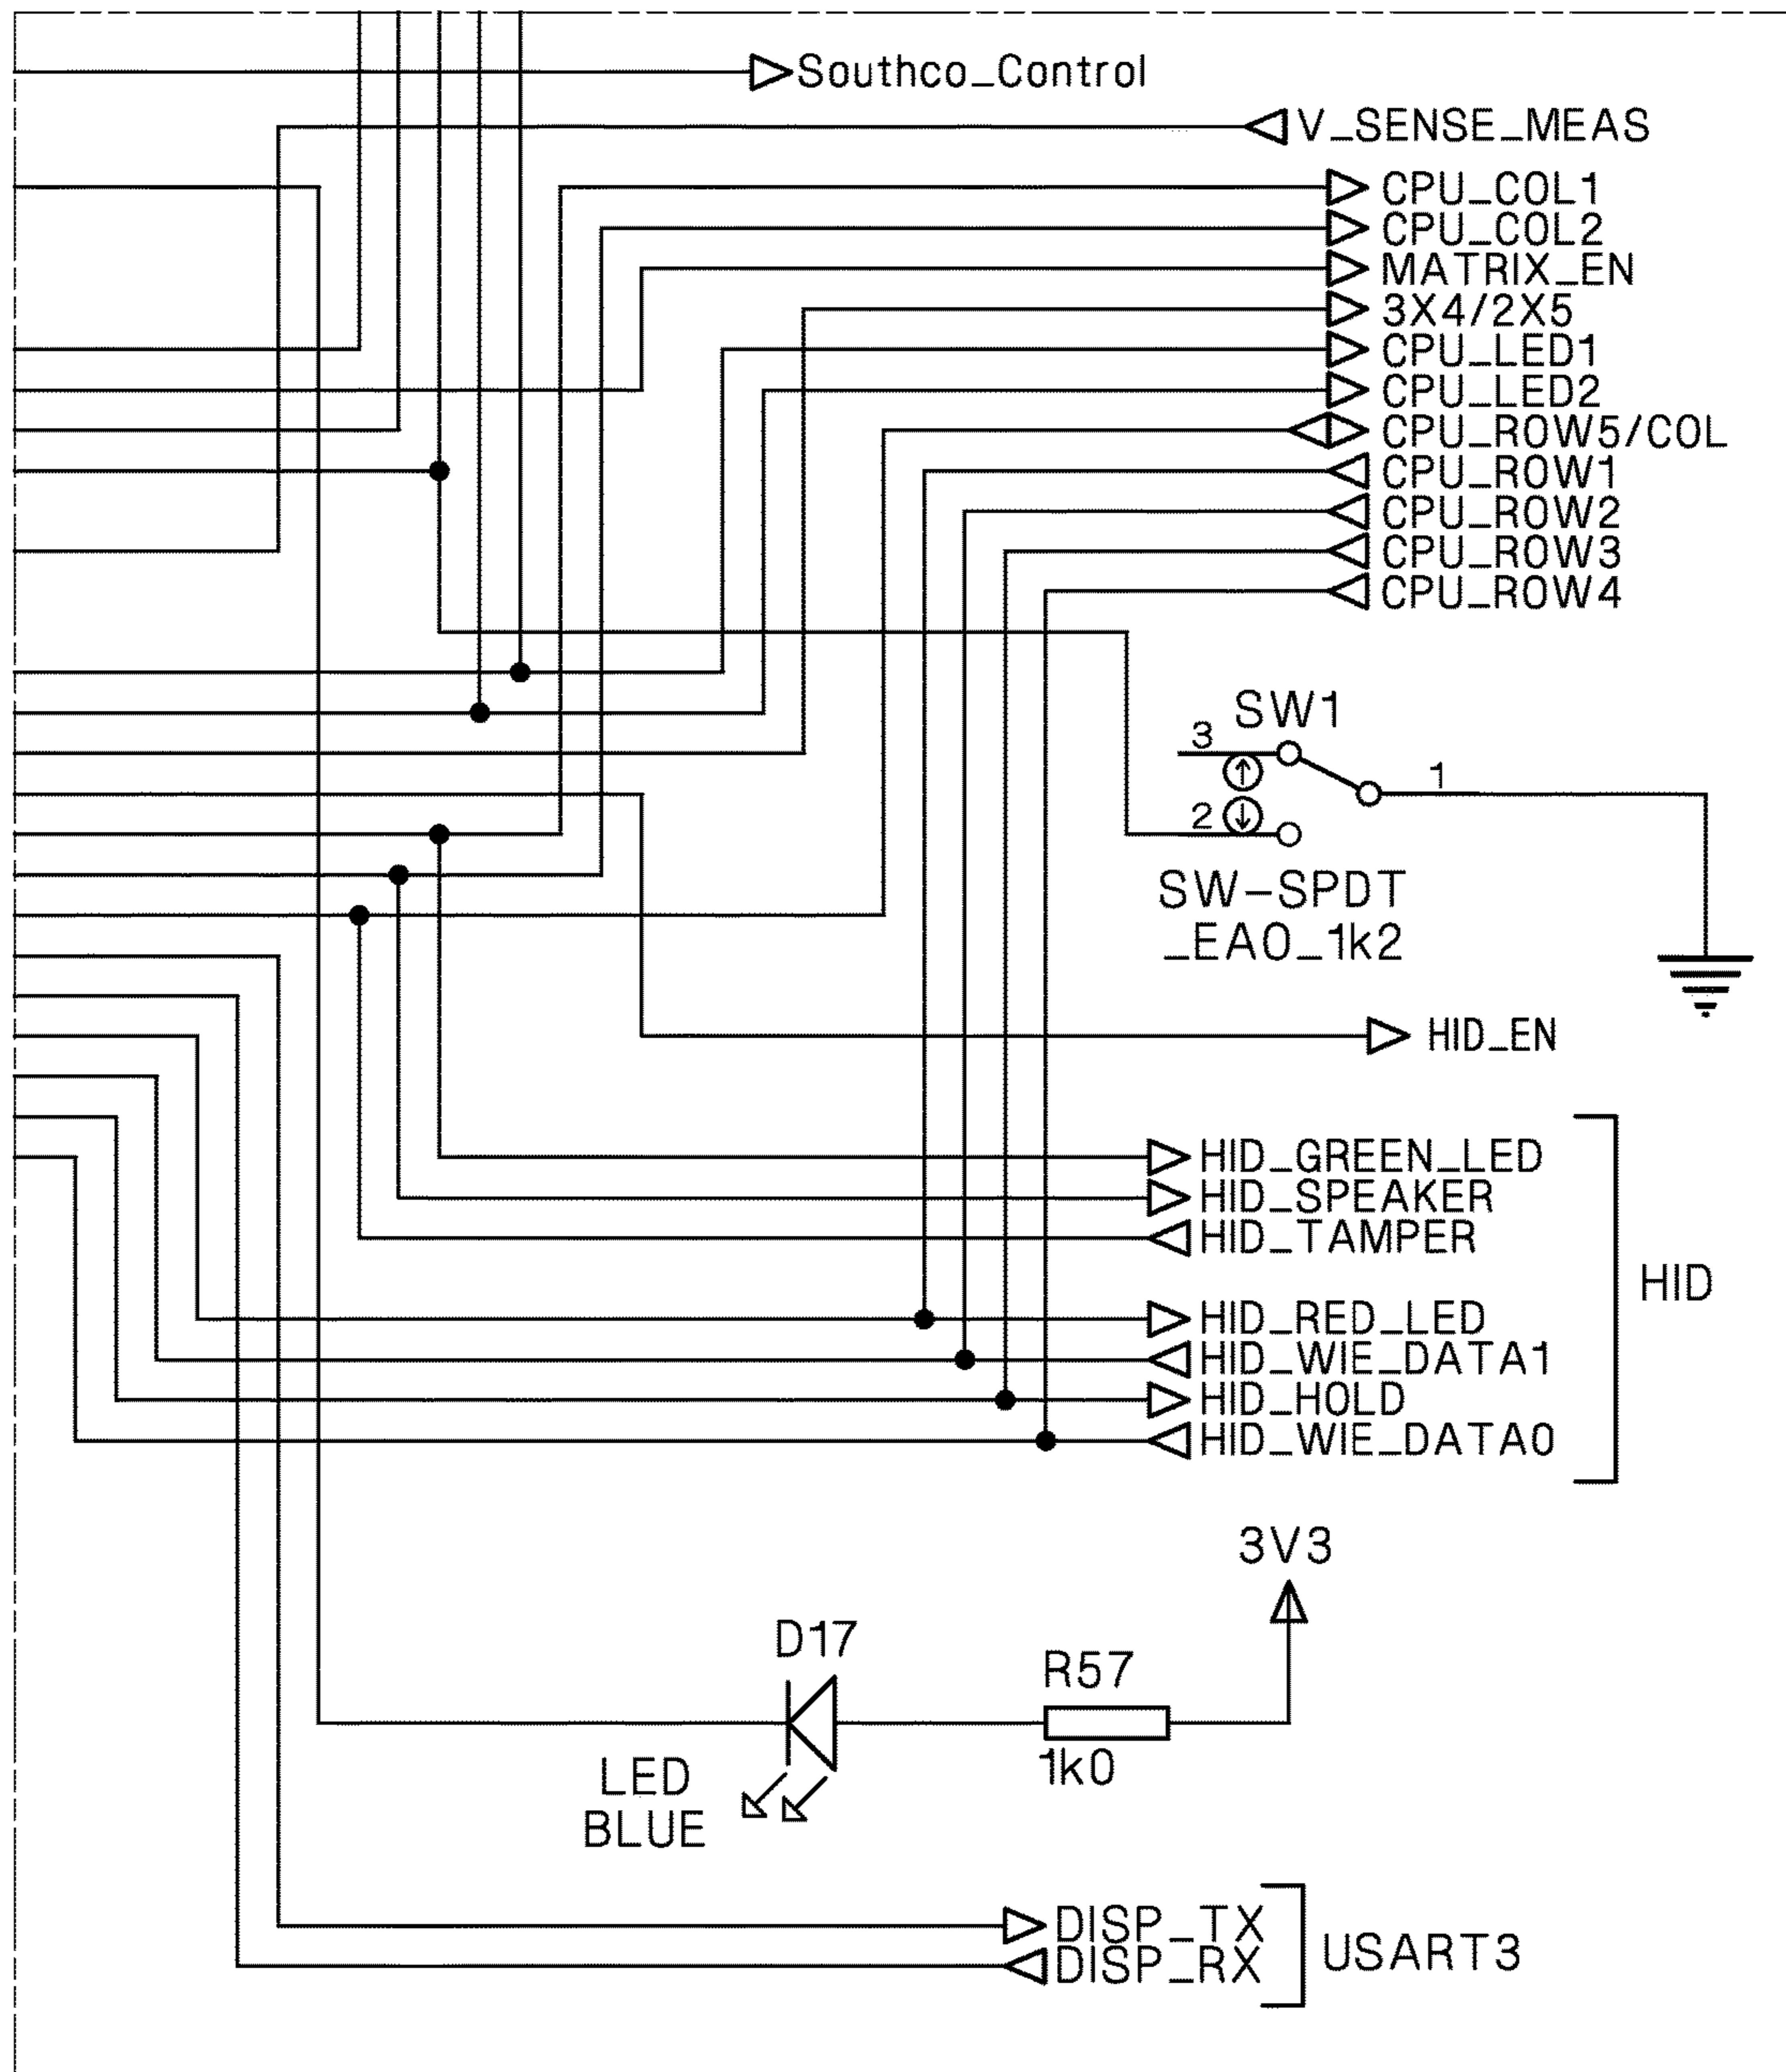 Southco_Control
V_SENSE_MEAS
CPU_COL1
CPU_COL2
MATRIX_EN
3X4/2X5
CPU_LED1
CPU_LED2
CPU_ROW5/COL
CPU_ROW1
CPU_ROW2
CPU_ROW3
CPU_ROW4
SW1
3
1
2
SW-SPDT
_EAO_1k2
HID_EN
HID_GREEN_LED
HID_SPEAKER
HID_TAMPER
HID
HID_RED_LED
HID_WIE_DATA1
HID_HOLD
HID_WIE_DATA0
3V3
D17
R57
1k0
LED
BLUE
DISP_TX
DISP_RX
USART3